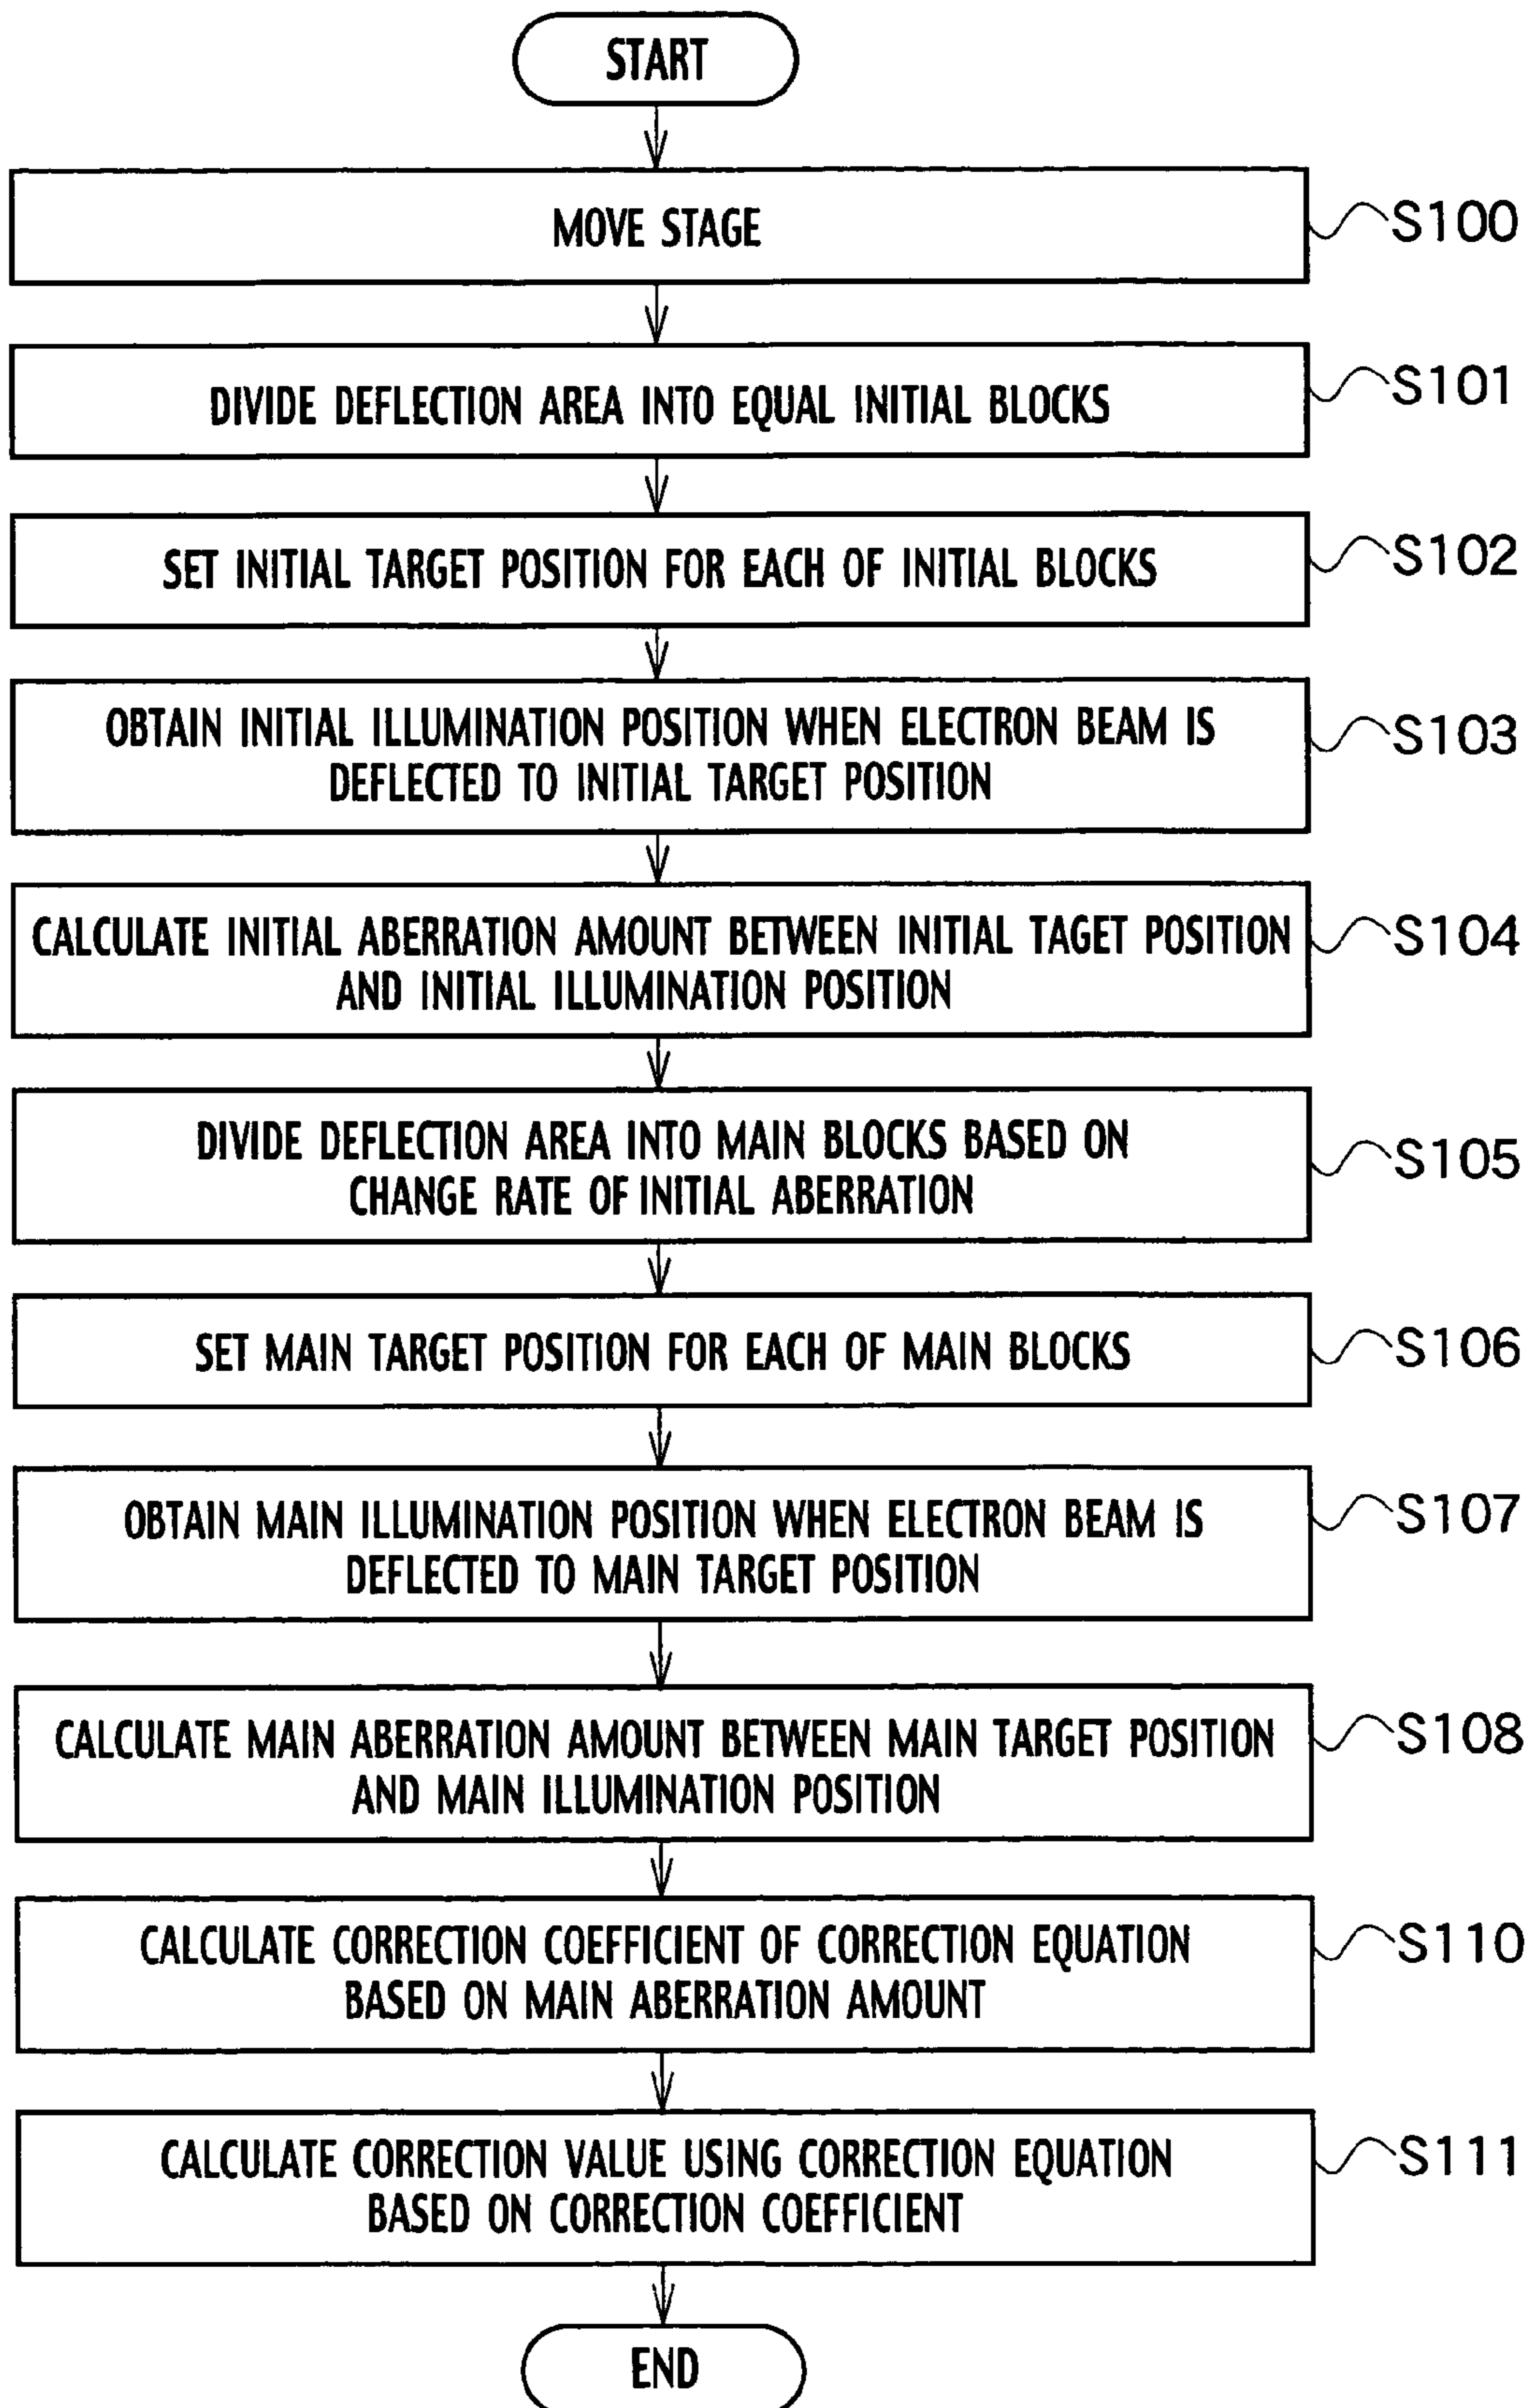 START
MOVE STAGE
S100
DIVIDE DEFLECTION AREA INTO EQUAL INITIAL BLOCKS
S101
SET INITIAL TARGET POSITION FOR EACH OF INITIAL BLOCKS
S102
OBTAIN INITIAL ILLUMINATION POSITION WHEN ELECTRON BEAM IS
DEFLECTED TO INITIAL TARGET POSITION
S103
CALCULATE INITIAL ABERRATION AMOUNT BETWEEN INITIAL TAGET POSITION
AND INITIAL ILLUMINATION POSITION
S104
DIVIDE DEFLECTION AREA INTO MAIN BLOCKS BASED ON
CHANGE RATE OF INITIAL ABERRATION
S105
SET MAIN TARGET POSITION FOR EACH OF MAIN BLOCKS
S106
OBTAIN MAIN ILLUMINATION POSITION WHEN ELECTRON BEAM IS
DEFLECTED TO MAIN TARGET POSITION
S107
CALCULATE MAIN ABERRATION AMOUNT BETWEEN MAIN TARGET POSITION
AND MAIN ILLUMINATION POSITION
S108
CALCULATE CORRECTION COEFFICIENT OF CORRECTION EQUATION
BASED ON MAIN ABERRATION AMOUNT
S110
CALCULATE CORRECTION VALUE USING CORRECTION EQUATION
BASED ON CORRECTION COEFFICIENT
S111
END